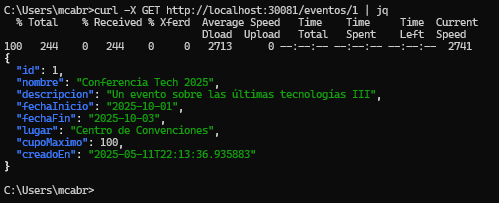 C:\Users\mcabr>curl -X GET http://localhost:30081/eventos/1 | jq
  % Total    % Received % Xferd  Average Speed   Time    Time     Time  Current
                                 Dload  Upload   Total   Spent    Left  Speed
100   244    0   244    0     0   2713      0 --:--:-- --:--:-- --:--:--  2741
{
  "id": 1,
  "nombre": "Conferencia Tech 2025",
  "descripcion": "Un evento sobre las últimas tecnologías III",
  "fechaInicio": "2025-10-01",
  "fechaFin": "2025-10-03",
  "lugar": "Centro de Convenciones",
  "cupoMaximo": 100,
  "creadoEn": "2025-05-11T22:13:36.935883"
}
C:\Users\mcabr>